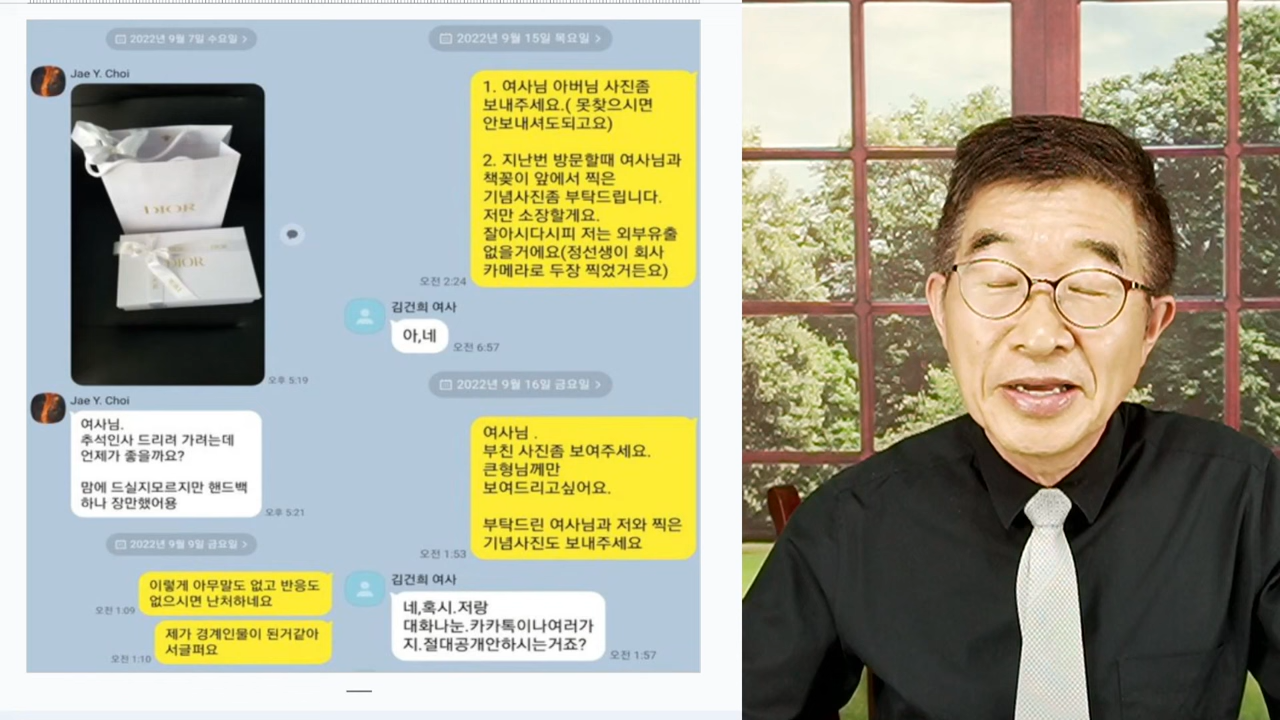 2022년 9월 7일 수요일 >
Jae Y. Choi
DIOR
DIOR
오후 5:19
Jae Y. Choi
여사님.
추석인사 드리려 가려는데
언제가 좋을까요?
맘에 드실지모르지만 핸드백
하나 장만했어용
오후 5:21
2022년 9월 9일 금요일 >
이렇게 아무말도 없고 반응도
없으시면 난처하네요
오전 1:09
제가 경계인물이 된거같아
서글퍼요
오전 1:10
2022년 9월 15일 목요일 >
1. 여사님 아버님 사진좀
보내주세요.( 못찾으시면
안보내셔도되고요)
2. 지난번 방문할때 여사님과
책꽂이 앞에서 찍은
기념사진좀 부탁드립니다.
저만 소장할게요.
잘아시다시피 저는 외부유출
없을거에요(정선생이 회사
카메라로 두장 찍었거든요)
오전 2:24
김건희 여사
아,네
오전 6:57
2022년 9월 16일 금요일 >
여사님 .
부친 사진좀 보여주세요.
큰형님께만
보여드리고싶어요.
부탁드린 여사님과 저와 찍은
기념사진도 보내주세요
오전 1:53
김건희 여사
네,혹시.저랑
대화나눈.카카톡이나여러가
지.절대공개안하시는거죠?
오전 1:57